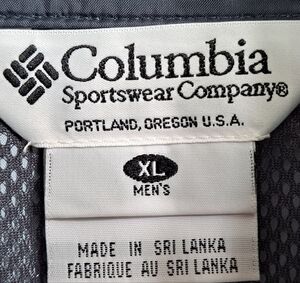 Columbia
Sportswear Company®
PORTLAND, OREGON U.S.A.
XL
MEN'S
MADE IN SRI LANKA
FABRIQUE AU SRI LANKA